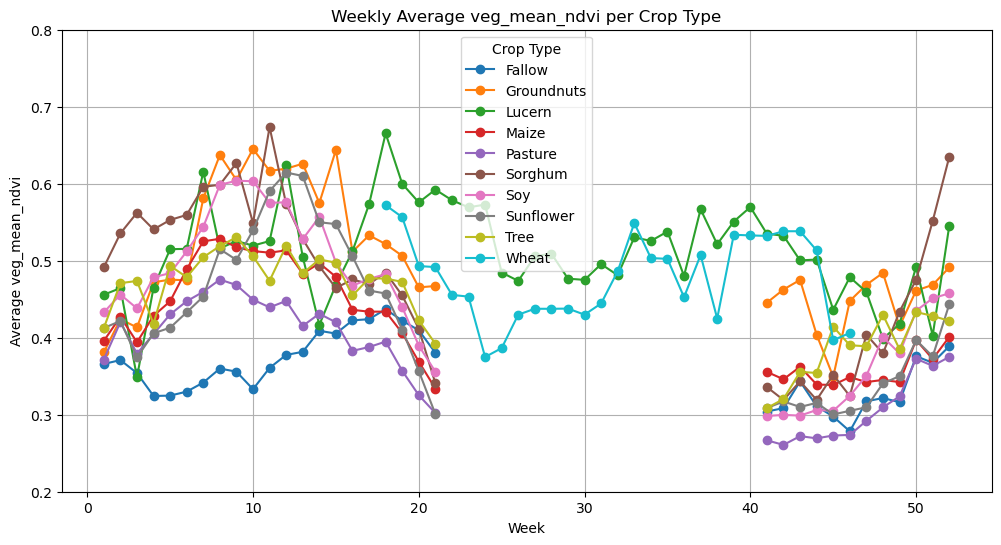 Weekly Average veg_mean_ndvi per Crop Type
Average veg_mean_ndvi
0.8
0.7
0.6
0.5
0.4
0.3
0.2
Crop Type
Fallow
Groundnuts
Lucern
Maize
Pasture
Sorghum
Soy
Sunflower
Tree
Wheat
0 10 20 30 40 50
Week